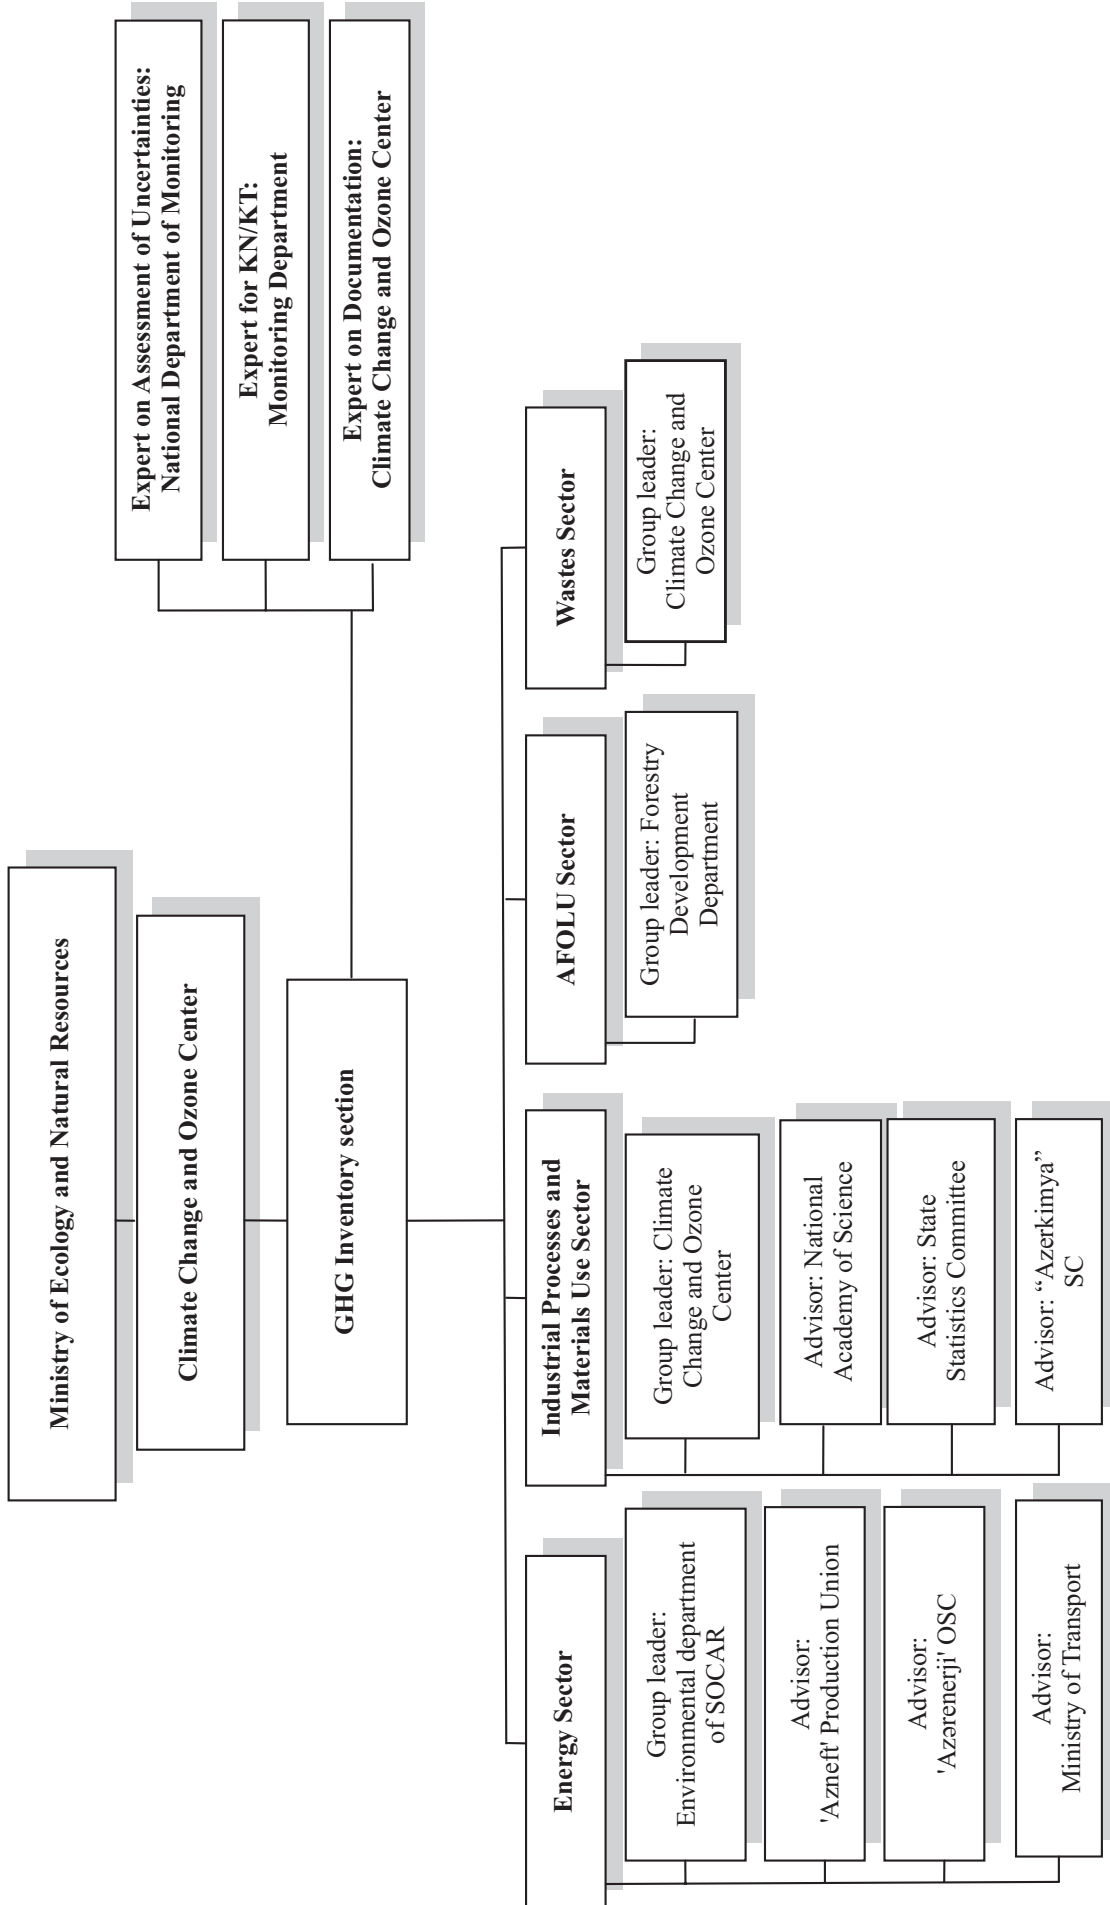 Ministry of Ecology and Natural Resources
Climate Change and Ozone Center
GHG Inventory section
Expert on Assessment of Uncertainties:
National Department of Monitoring
Expert for KN/KT:
Monitoring Department
Expert on Documentation:
Climate Change and Ozone Center
Energy Sector
Group leader:
Environmental department
of SOCAR
Advisor:
'Azneft' Production Union
Advisor:
'Azərenerji' OSC
Advisor:
Ministry of Transport
Industrial Processes and
Materials Use Sector
Group leader: Climate
Change and Ozone
Center
Advisor: National
Academy of Science
Advisor: State
Statistics Committee
Advisor: “Azerkimya”
SC
AFOLU Sector
Group leader: Forestry
Development
Department
Wastes Sector
Group leader:
Climate Change and
Ozone Center